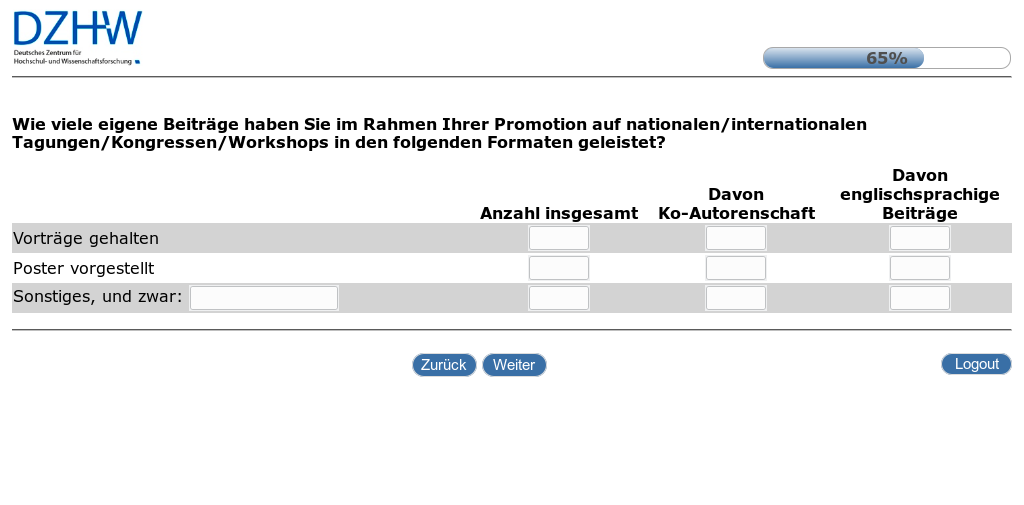 DZHW
Deutsches Zentrum für
Hochschul- und Wissenschaftsforschung
65%
Wie viele eigene Beiträge haben Sie im Rahmen Ihrer Promotion auf nationalen/internationalen
Tagungen/Kongressen/Workshops in den folgenden Formaten geleistet?
Anzahl insgesamt
Davon
Ko-Autorenschaft
Davon
englischsprachige
Beiträge
Vorträge gehalten
Poster vorgestellt
Sonstiges, und zwar:
Zurück Weiter Logout